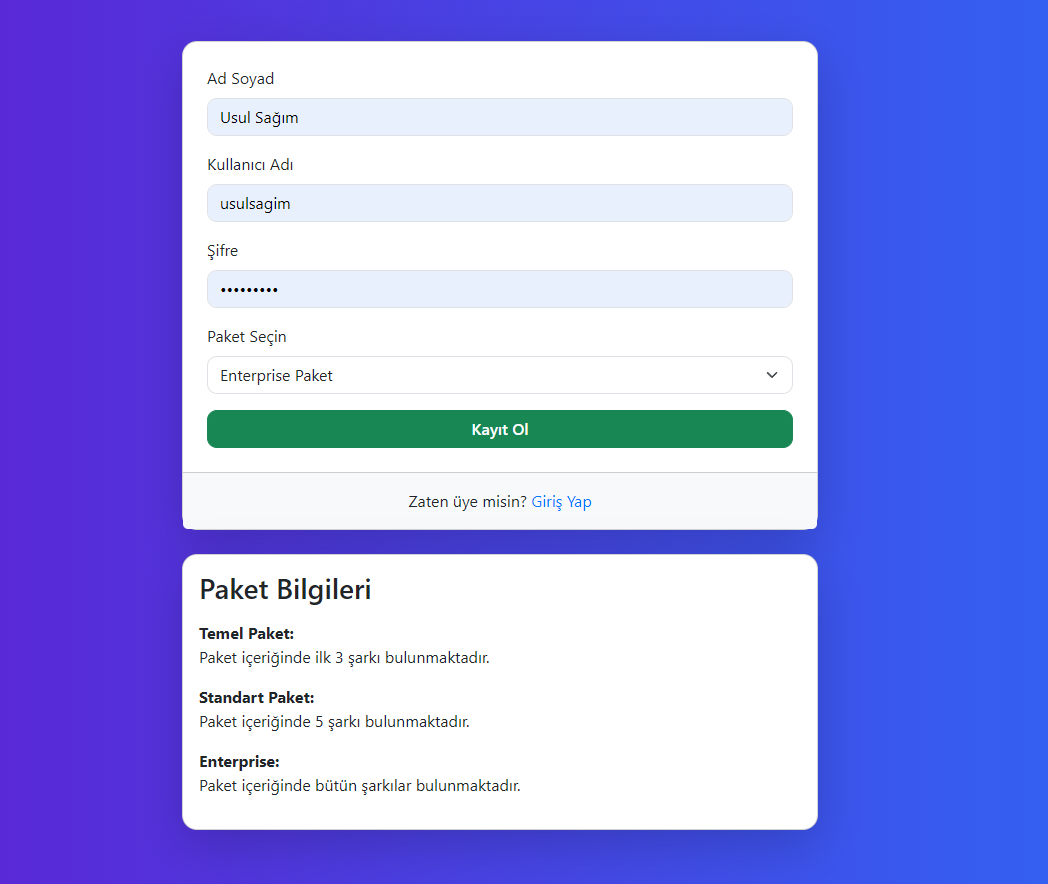 Ad Soyad
Usul Sağım
Kullanıcı Adı
usulsagim
Şifre
•••••••••
Paket Seçin
Enterprise Paket
Kayıt Ol
Zaten üye misin? Giriş Yap
Paket Bilgileri
Temel Paket:
Paket içeriğinde ilk 3 şarkı bulunmaktadır.
Standart Paket:
Paket içeriğinde 5 şarkı bulunmaktadır.
Enterprise:
Paket içeriğinde bütün şarkılar bulunmaktadır.